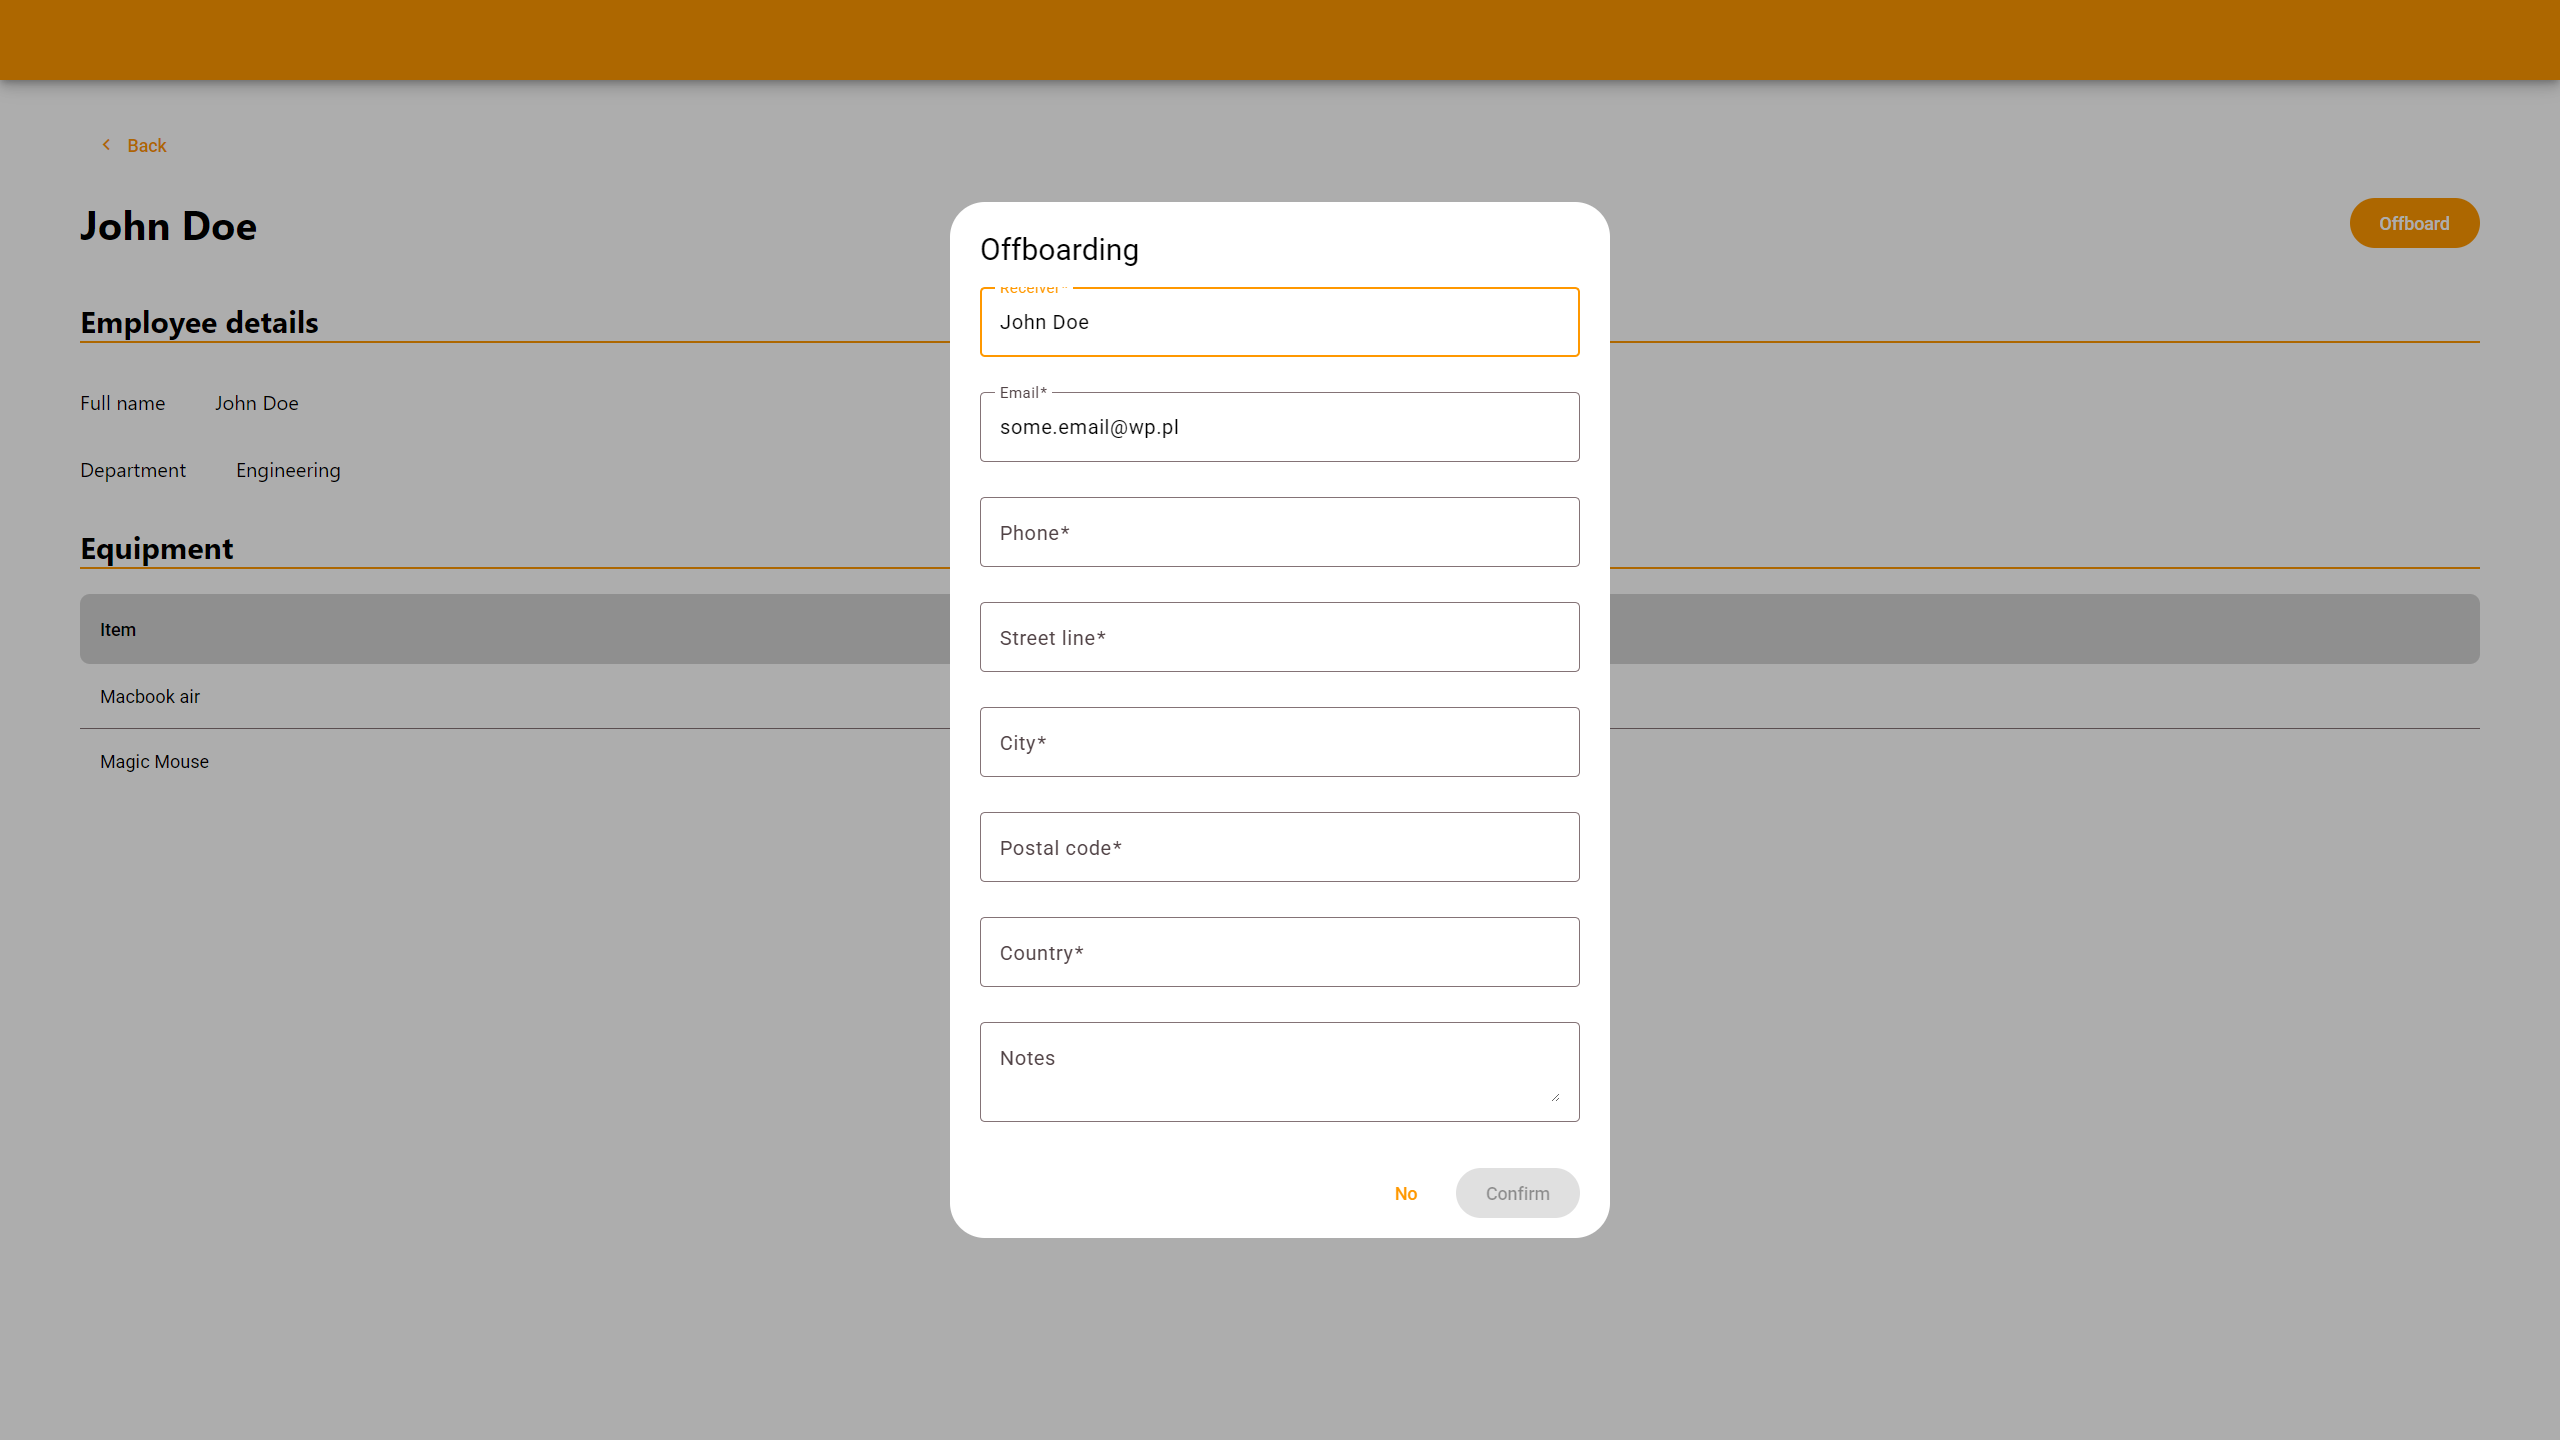 Back
John Doe
Offboard
Employee details
Full name John Doe
Department Engineering
Equipment
Item
Macbook air
Magic Mouse
Offboarding
Receiver*
John Doe
Email*
some.email@wp.pl
Phone*
Street line*
City*
Postal code*
Country*
Notes
No Confirm